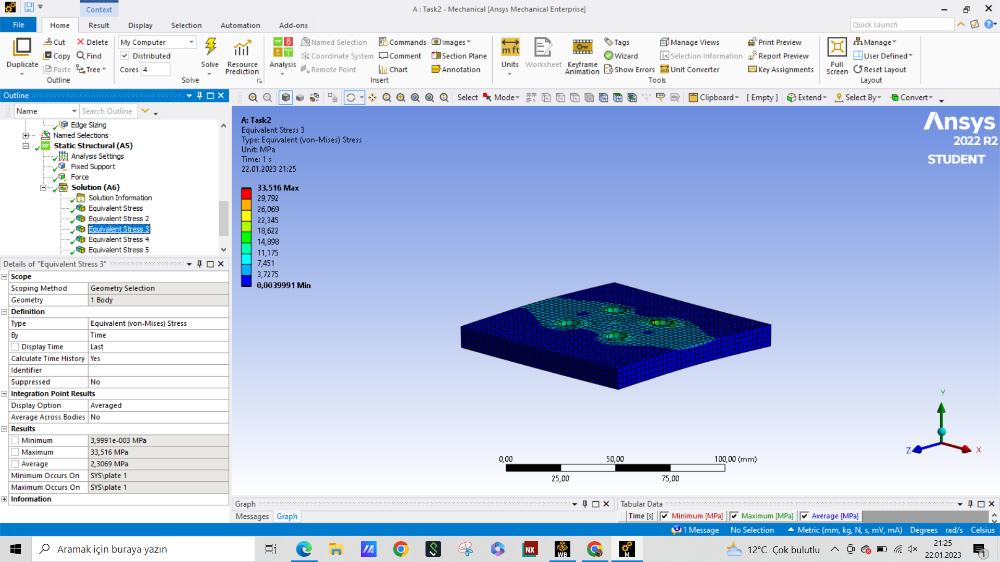 Context
A : Task2 - Mechanical [Ansys Mechanical Enterprise]
File Home Result Display Selection Automation Add-ons
Quick Launch
Duplicate
Cut
Copy
Paste
Delete
Find
Tree
Outline
My Computer
Distributed
Cores 4
Solve
Resource Prediction
Solve
Analysis
Named Selection
Coordinate System
Remote Point
Commands
Comment
Chart
Images
Section Plane
Annotation
Insert
Units
Worksheet
Keyframe Animation
Tags
Wizard
Show Errors
Manage Views
Selection Information
Unit Converter
Print Preview
Report Preview
Key Assignments
Tools
Full Screen
Manage
User Defined
Reset Layout
Layout
Outline
Name Search Outline
Select Mode Clipboard [ Empty ] Extend Select By Convert
Edge Sizing
Named Selections
Static Structural (A5)
Analysis Settings
Fixed Support
Force
Solution (A6)
Solution Information
Equivalent Stress
Equivalent Stress 2
Equivalent Stress 3
Equivalent Stress 4
Equivalent Stress 5
Details of "Equivalent Stress 3"
Scope
Scoping Method Geometry Selection
Geometry 1 Body
Definition
Type Equivalent (von-Mises) Stress
By Time
Display Time Last
Calculate Time History Yes
Identifier
Suppressed No
Integration Point Results
Display Option Averaged
Average Across Bodies No
Results
Minimum 3,9991e-003 MPa
Maximum 33,516 MPa
Average 2,3069 MPa
Minimum Occurs On SYS\plate 1
Maximum Occurs On SYS\plate 1
Information
A: Task2
Equivalent Stress 3
Type: Equivalent (von-Mises) Stress
Unit: MPa
Time: 1 s
22.01.2023 21:25
33,516 Max
29,792
26,069
22,345
18,622
14,898
11,175
7,451
3,7275
0,0039991 Min
Ansys
2022 R2
STUDENT
Y
Z
X
0,00 50,00 100,00 (mm)
25,00 75,00
Graph
Messages Graph
Tabular Data
Time [s] Minimum [MPa] Maximum [MPa] Average [MPa]
1 Message No Selection Metric (mm, kg, N, s, mV, mA) Degrees rad/s Celsius
Aramak için buraya yazın
NX
WB
M
12°C Çok bulutlu
21:25
22.01.2023
1